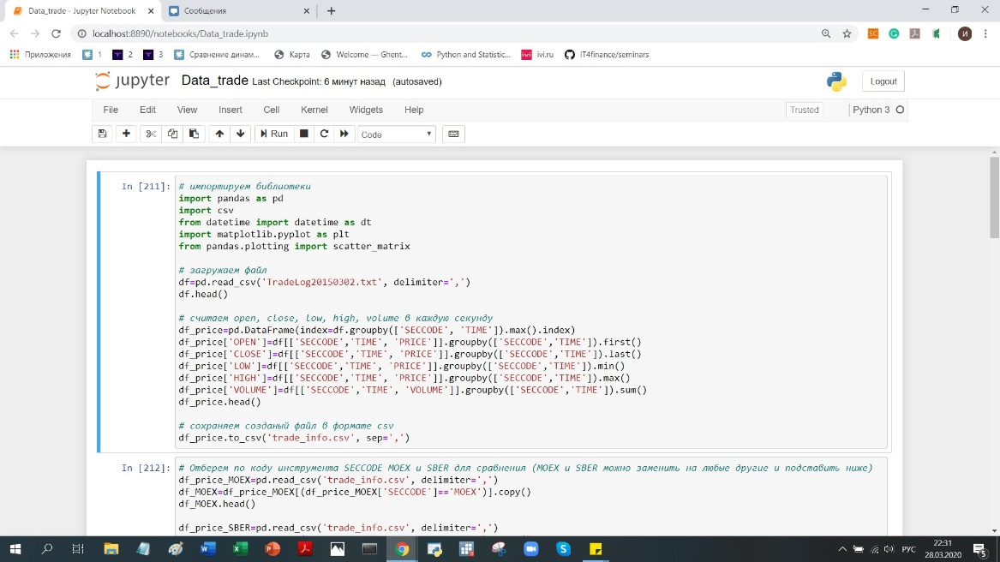 Data_trade - Jupyter Notebook
Сообщения
localhost:8890/notebooks/Data_trade.ipynb
Приложения
1
2
3
Сравнение динам...
Карта
Welcome — Ghent...
Python and Statistic...
ivi.ru
IT4finance/seminars
jupyter Data_trade Last Checkpoint: 6 минут назад (autosaved)
Logout
File Edit View Insert Cell Kernel Widgets Help
Trusted
Python 3
Run
Code
In [211]:
# импортируем библиотеки
import pandas as pd
import csv
from datetime import datetime as dt
import matplotlib.pyplot as plt
from pandas.plotting import scatter_matrix
# загружаем файл
df=pd.read_csv('TradeLog20150302.txt', delimiter=',')
df.head()
# считаем open, close, low, high, volume в каждую секунду
df_price=pd.DataFrame(index=df.groupby(['SECCODE', 'TIME']).max().index)
df_price['OPEN']=df[['SECCODE','TIME', 'PRICE']].groupby(['SECCODE','TIME']).first()
df_price['CLOSE']=df[['SECCODE','TIME', 'PRICE']].groupby(['SECCODE','TIME']).last()
df_price['LOW']=df[['SECCODE','TIME', 'PRICE']].groupby(['SECCODE','TIME']).min()
df_price['HIGH']=df[['SECCODE','TIME', 'PRICE']].groupby(['SECCODE','TIME']).max()
df_price['VOLUME']=df[['SECCODE','TIME', 'VOLUME']].groupby(['SECCODE','TIME']).sum()
df_price.head()
# сохраняем созданый файл в формате csv
df_price.to_csv('trade_info.csv', sep=',')
In [212]:
# Отберем по коду инструмента SECCODE MOEX и SBER для сравнения (MOEX и SBER можно заменить на любые другие и подставить ниже)
df_price_MOEX=pd.read_csv('trade_info.csv', delimiter=',')
df_MOEX=df_price_MOEX[(df_price_MOEX['SECCODE']=='MOEX')].copy()
df_MOEX.head()
df_price_SBER=pd.read_csv('trade_info.csv', delimiter=',')
РУС
22:31
28.03.2020
5